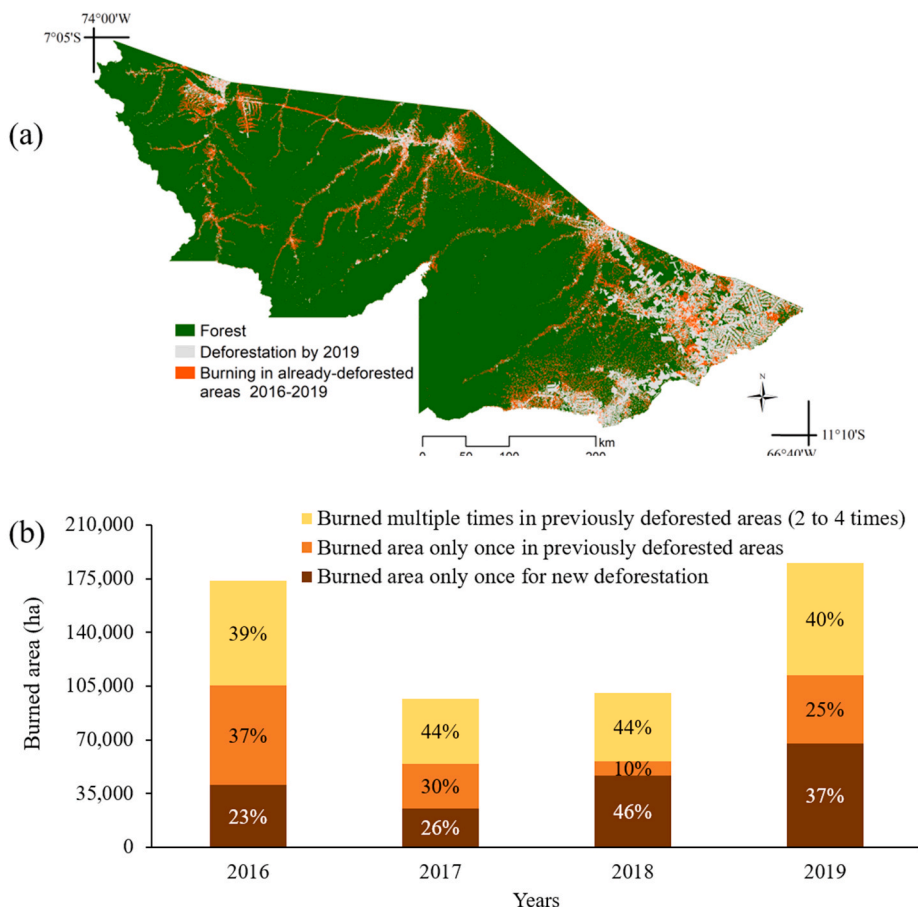 74°00'W
7°05'S
(a)
Forest
Deforestation by 2019
Burning in already-deforested
areas 2016-2019
N
11°10'S
66°40'W
km
0 50 100 200
(b)
Burned multiple times in previously deforested areas (2 to 4 times)
Burned area only once in previously deforested areas
Burned area only once for new deforestation
Burned area (ha)
210,000
175,000
140,000
105,000
70,000
35,000
0
39%
37%
23%
44%
30%
26%
44%
10%
46%
40%
25%
37%
2016 2017 2018 2019
Years